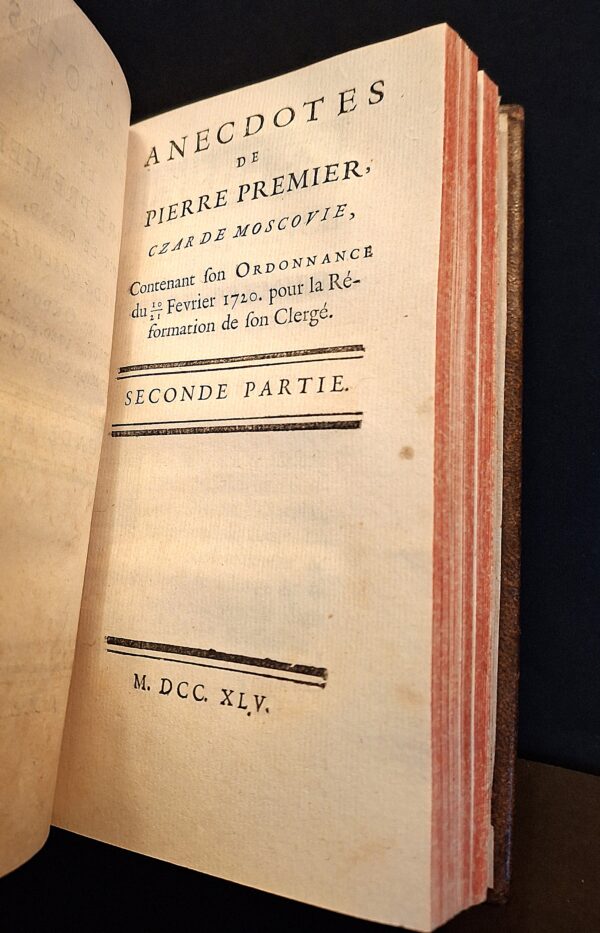 ANECDOTES
DE
PIERRE PREMIER,
CZAR DE MOSCOVIE,
Contenant ſon ORDONNANCE
du 10/21 Fevrier 1720. pour la Ré-
formation de ſon Clergé.
SECONDE PARTIE.
M. DCC. XLV.